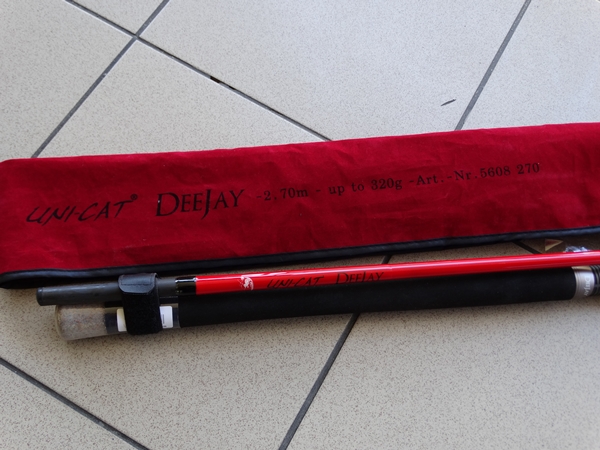 UNI-CAT® DEEJAY -2,70m - up to 320g -Art.-Nr.5608 270
UNI-CAT DEEJAY